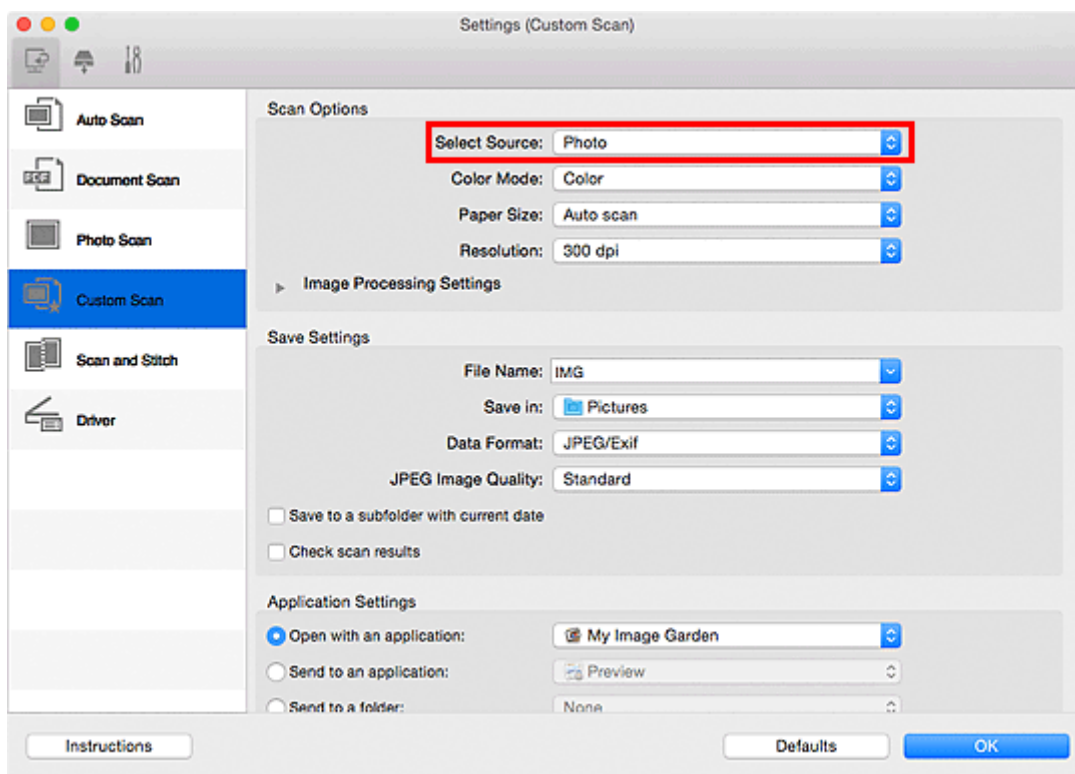 Settings (Custom Scan)
Auto Scan
Document Scan
Photo Scan
Custom Scan
Scan and Stitch
Driver
Scan Options
Select Source: Photo
Color Mode: Color
Paper Size: Auto scan
Resolution: 300 dpi
Image Processing Settings
Save Settings
File Name: IMG
Save in: Pictures
Data Format: JPEG/Exif
JPEG Image Quality: Standard
Save to a subfolder with current date
Check scan results
Application Settings
Open with an application: My Image Garden
Send to an application: Preview
Send to a folder: None
Instructions
Defaults
OK